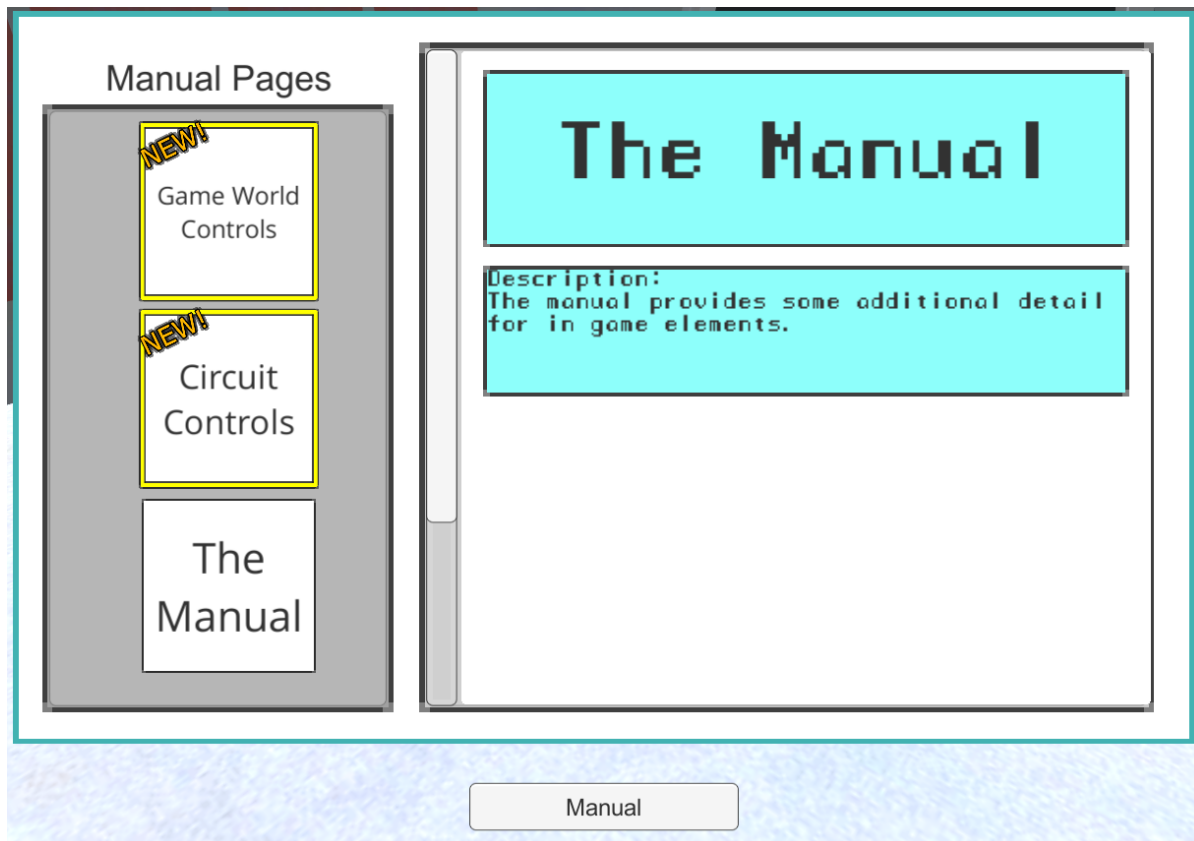 Manual Pages
NEW!
Game World
Controls
NEW!
Circuit
Controls
The
Manual
The Manual
Description:
The manual provides some additional detail
for in game elements.
Manual